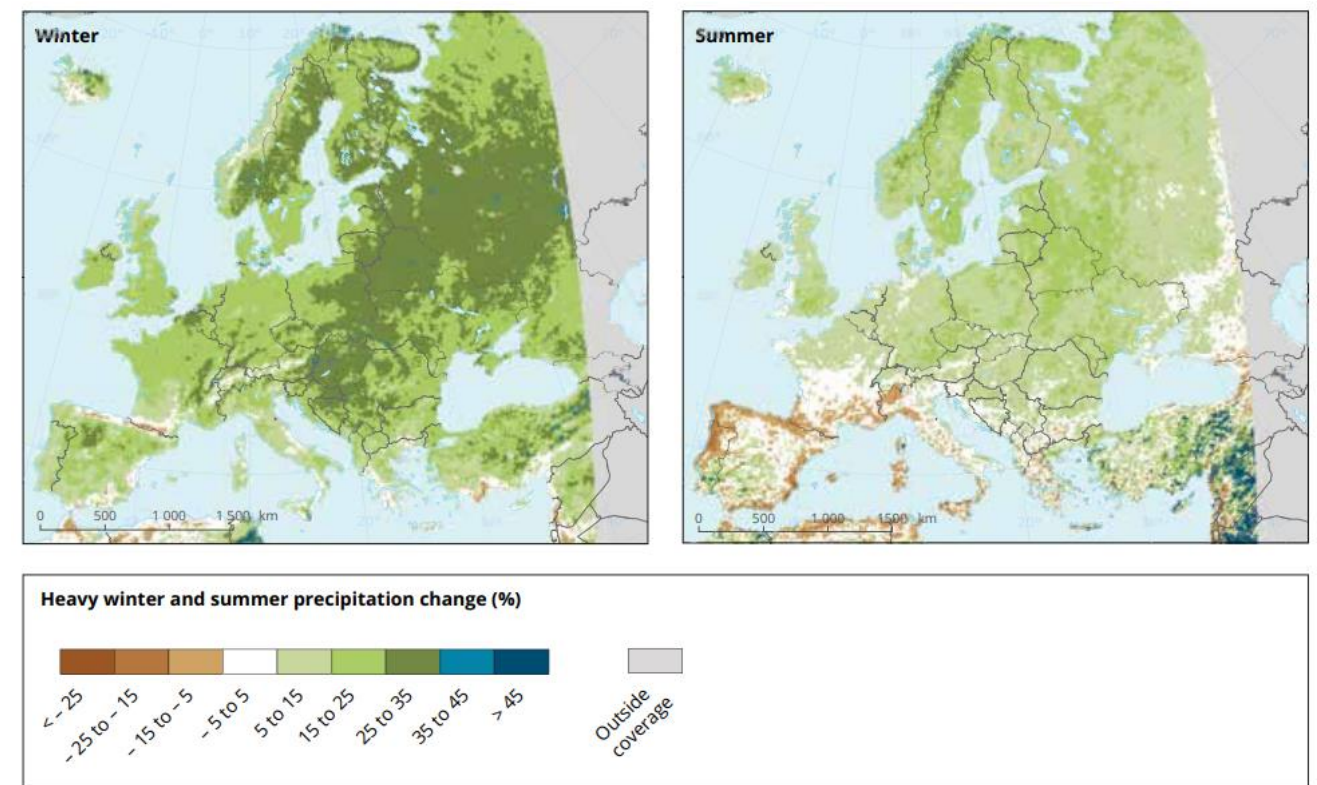 Winter
Summer
0 500 1 000 1 500 km
0 500 1 000 1500 km
Heavy winter and summer precipitation change (%)
< – 25
– 25 to – 15
– 15 to – 5
– 5 to 5
5 to 15
15 to 25
25 to 35
35 to 45
> 45
Outside
coverage